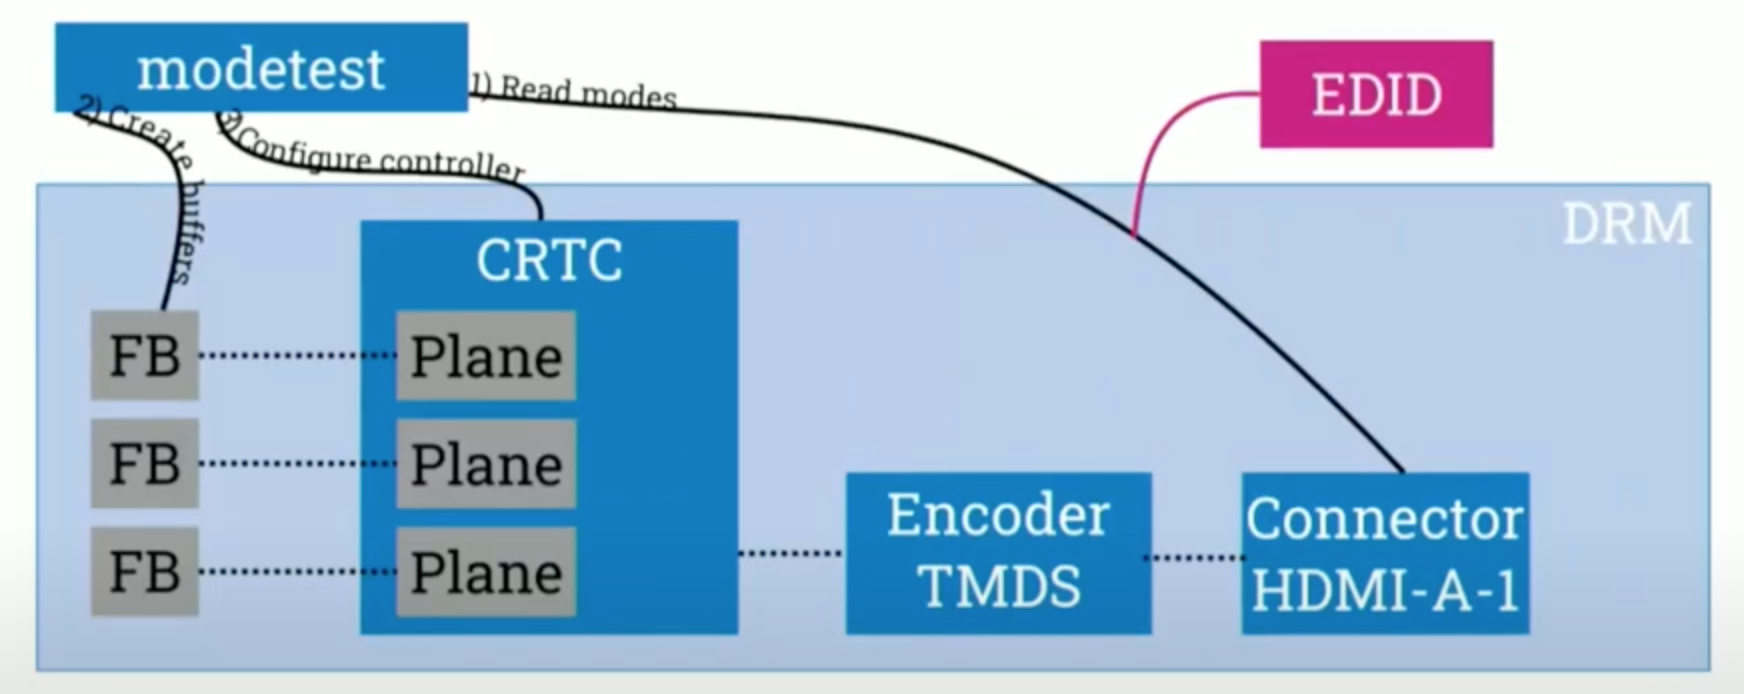 modetest
1) Read modes
EDID
2) Create buffers
3) Configure controller
DRM
CRTC
FB
Plane
FB
Plane
FB
Plane
Encoder
TMDS
Connector
HDMI-A-1